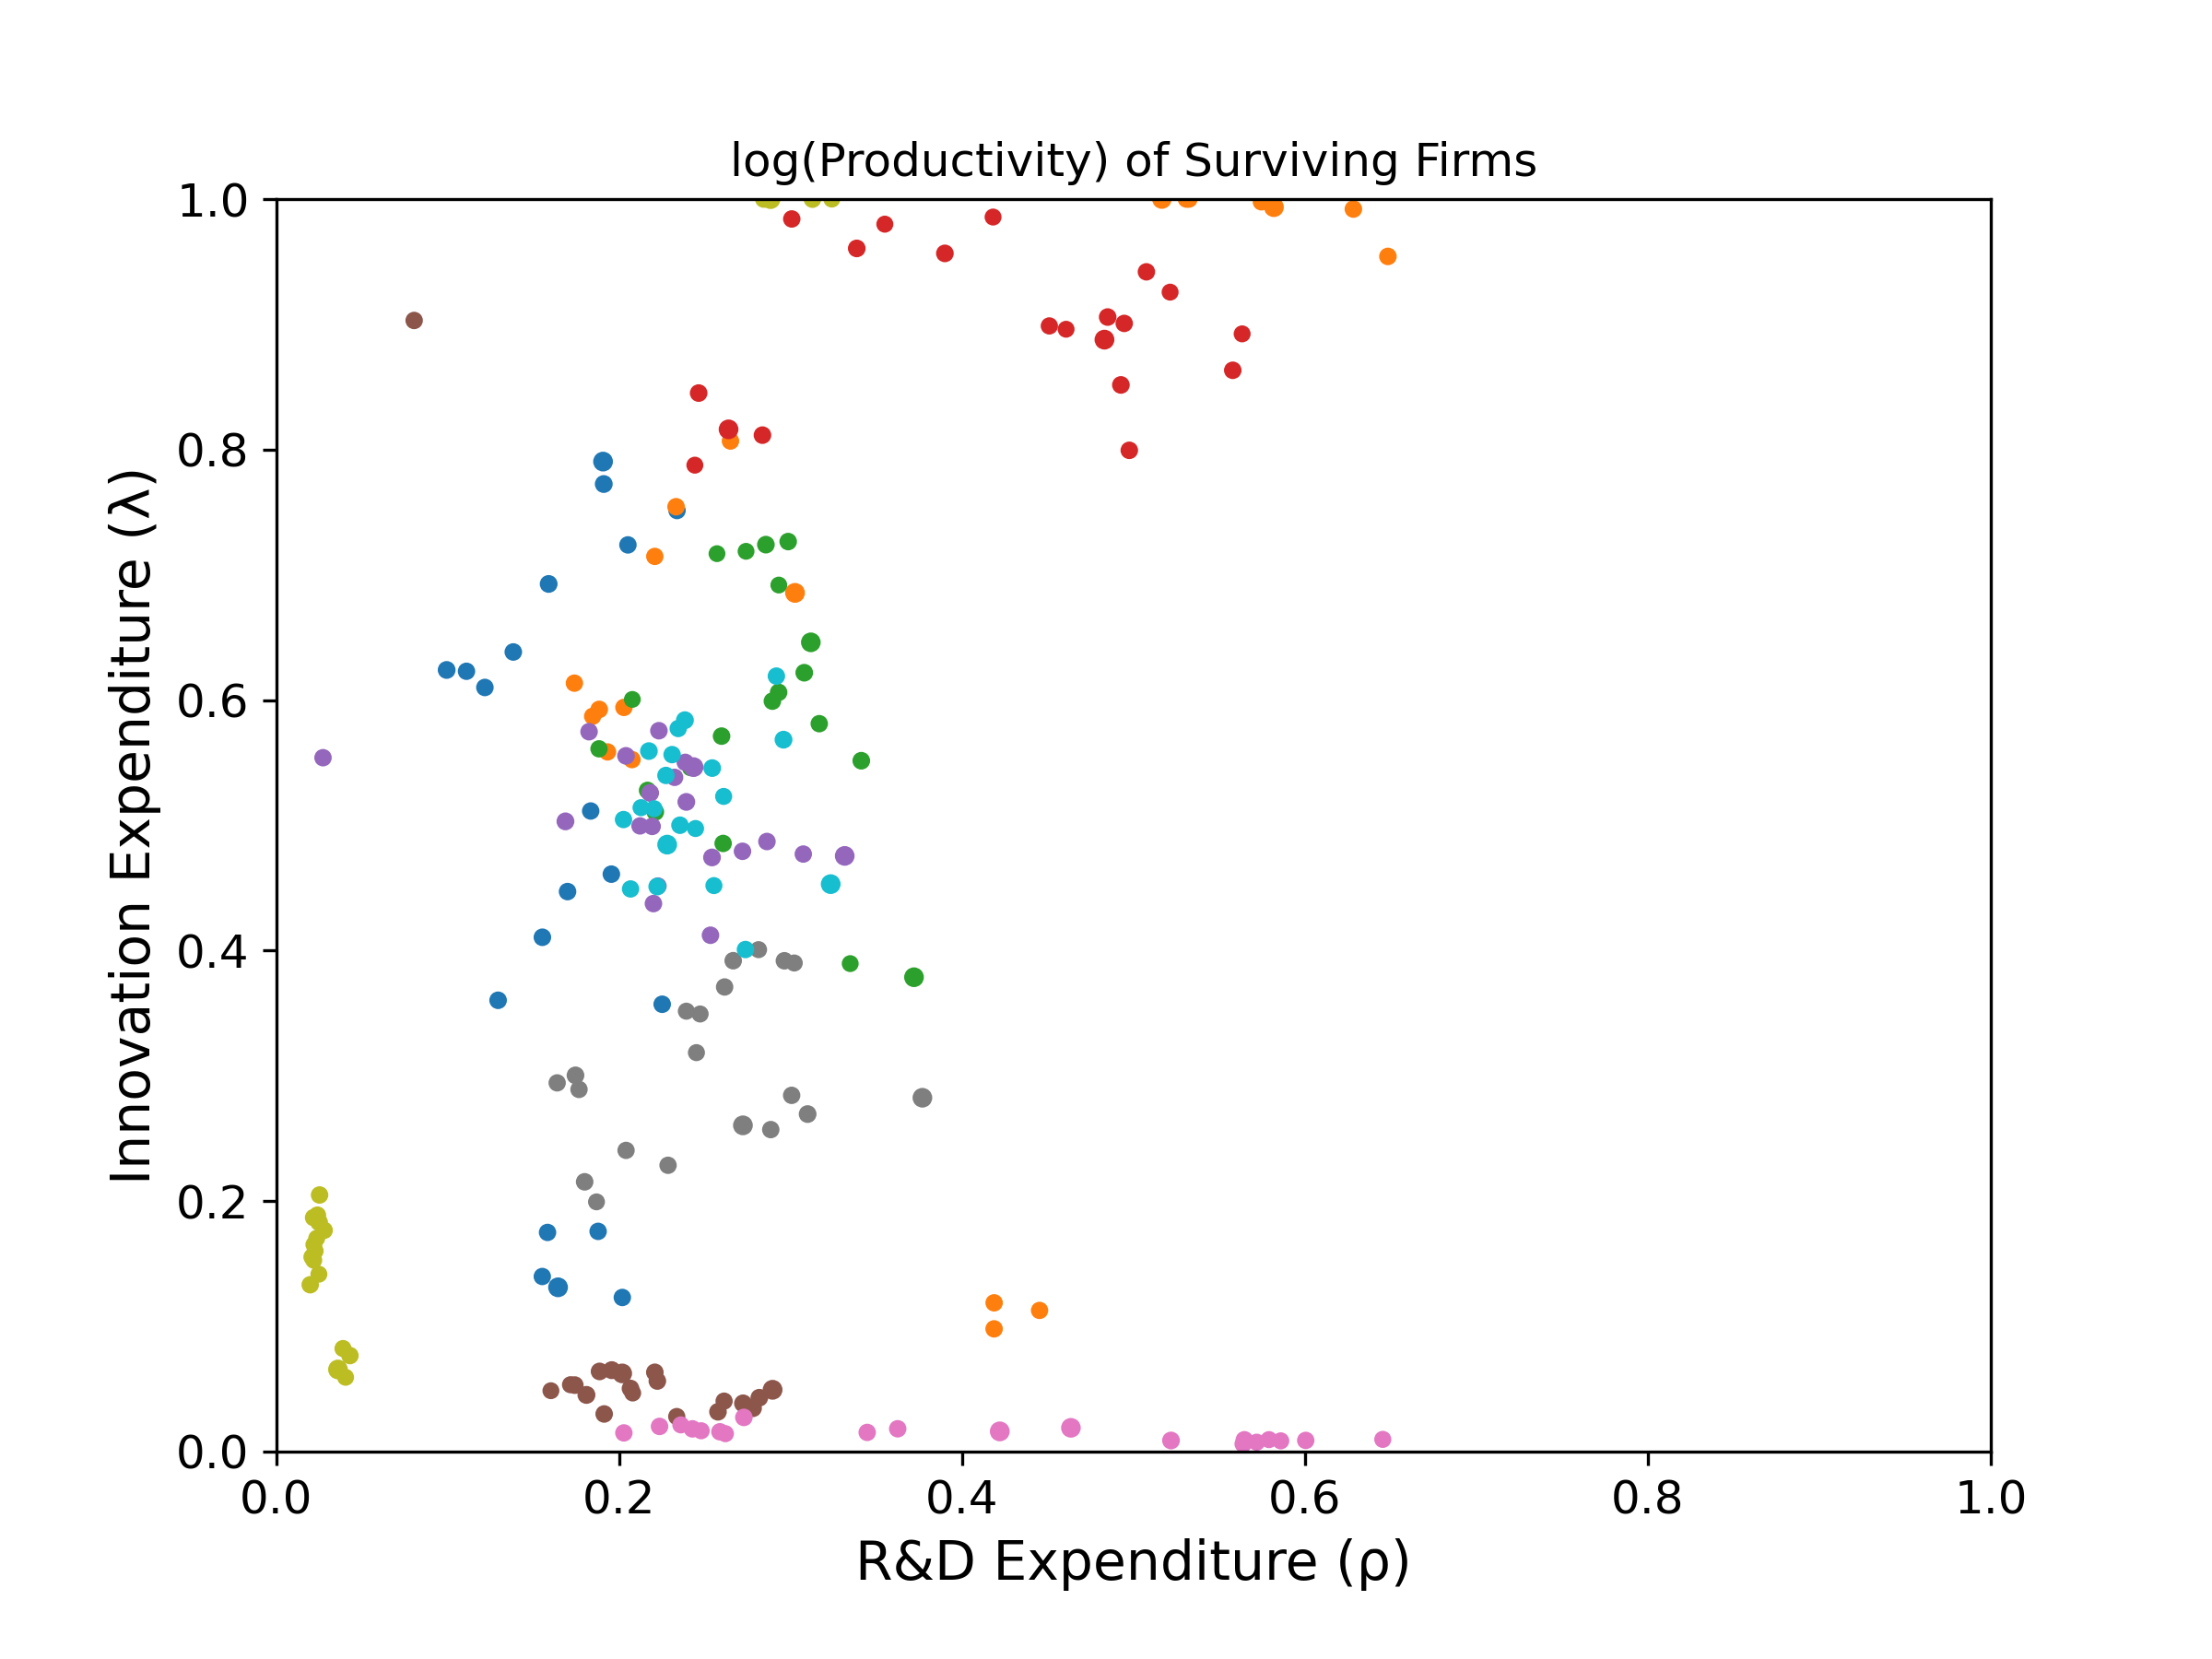 log(Productivity) of Surviving Firms
1.0
0.8
0.6
0.4
0.2
0.0
Innovation Expenditure (λ)
0.0 0.2 0.4 0.6 0.8 1.0
R&D Expenditure (ρ)